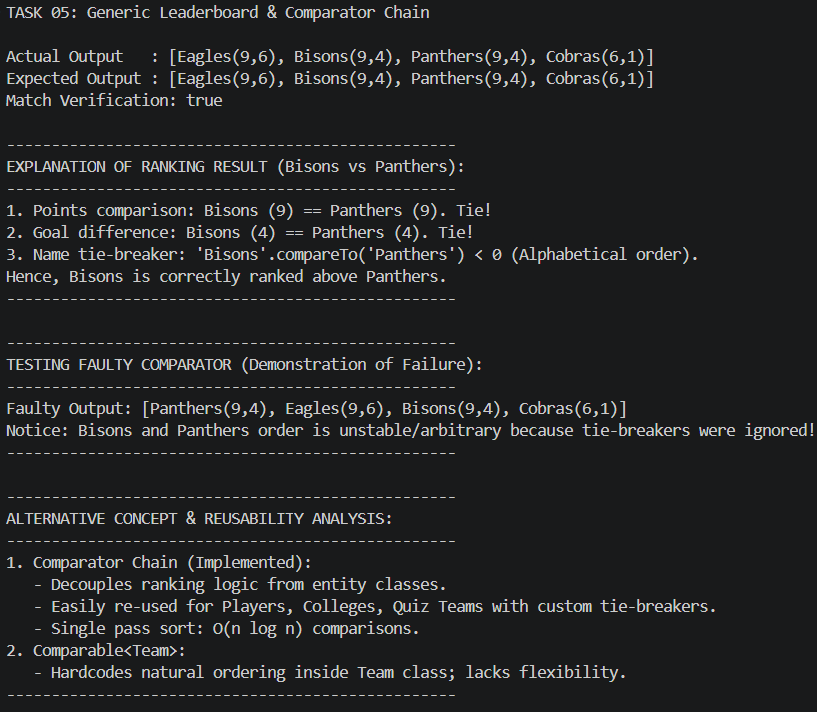 TASK 05: Generic Leaderboard & Comparator Chain
Actual Output   : [Eagles(9,6), Bisons(9,4), Panthers(9,4), Cobras(6,1)]
Expected Output : [Eagles(9,6), Bisons(9,4), Panthers(9,4), Cobras(6,1)]
Match Verification: true
--------------------------------------------------
EXPLANATION OF RANKING RESULT (Bisons vs Panthers):
--------------------------------------------------
1. Points comparison: Bisons (9) == Panthers (9). Tie!
2. Goal difference: Bisons (4) == Panthers (4). Tie!
3. Name tie-breaker: 'Bisons'.compareTo('Panthers') < 0 (Alphabetical order).
Hence, Bisons is correctly ranked above Panthers.
--------------------------------------------------
--------------------------------------------------
TESTING FAULTY COMPARATOR (Demonstration of Failure):
--------------------------------------------------
Faulty Output: [Panthers(9,4), Eagles(9,6), Bisons(9,4), Cobras(6,1)]
Notice: Bisons and Panthers order is unstable/arbitrary because tie-breakers were ignored!
--------------------------------------------------
--------------------------------------------------
ALTERNATIVE CONCEPT & REUSABILITY ANALYSIS:
--------------------------------------------------
1. Comparator Chain (Implemented):
   - Decouples ranking logic from entity classes.
   - Easily re-used for Players, Colleges, Quiz Teams with custom tie-breakers.
   - Single pass sort: O(n log n) comparisons.
2. Comparable<Team>:
   - Hardcodes natural ordering inside Team class; lacks flexibility.
--------------------------------------------------